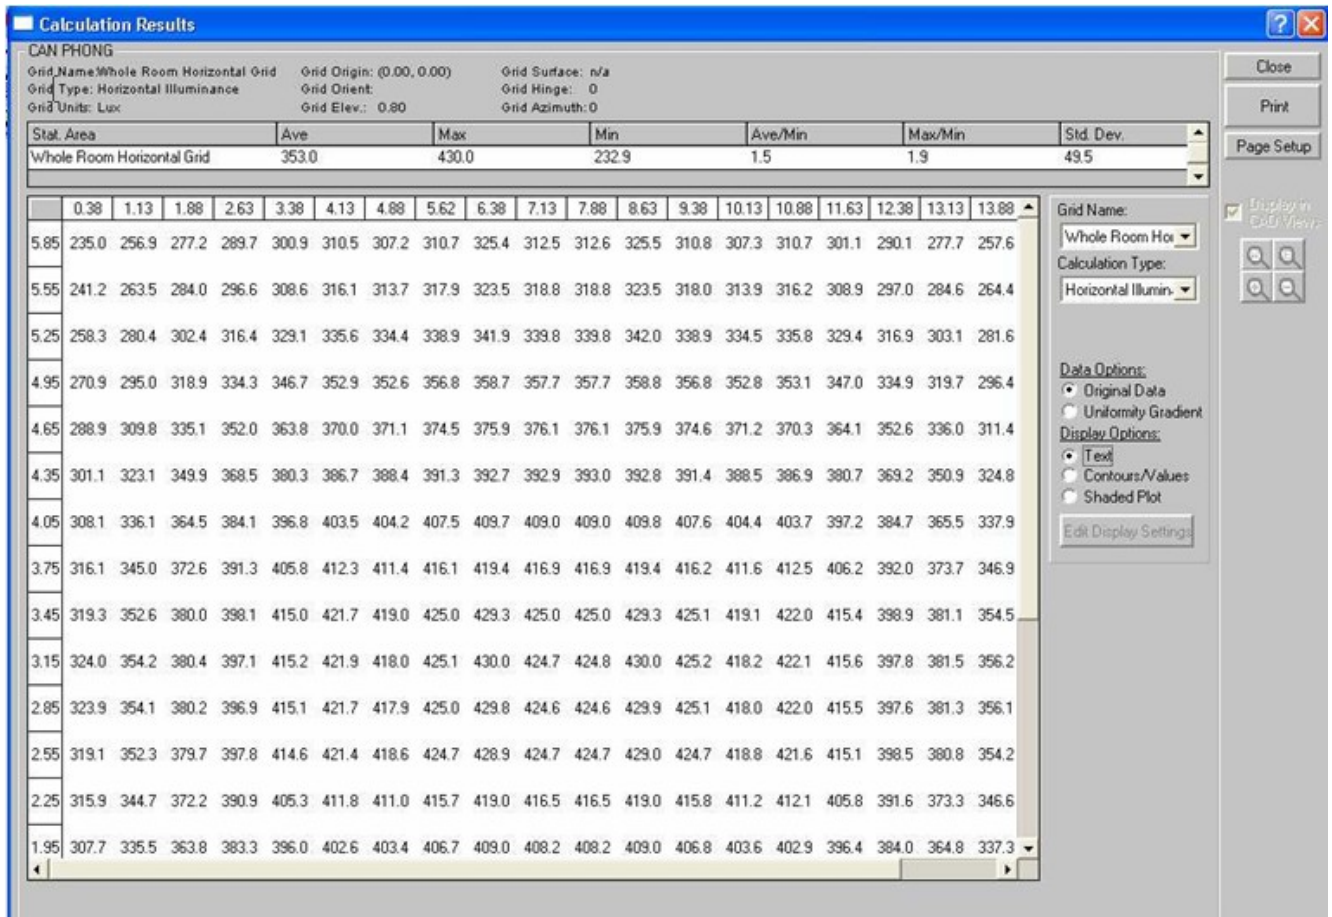 Calculation Results
CAN PHONG
Grid Name:Whole Room Horizontal Grid Grid Origin: (0.00, 0.00) Grid Surface: n/a
Grid Type: Horizontal Illuminance Grid Orient: Grid Hinge: 0
Grid Units: Lux Grid Elev.: 0.80 Grid Azimuth: 0
Stat. Area Ave Max Min Ave/Min Max/Min Std. Dev.
Whole Room Horizontal Grid 353.0 430.0 232.9 1.5 1.9 49.5
0.38 1.13 1.88 2.63 3.38 4.13 4.88 5.62 6.38 7.13 7.88 8.63 9.38 10.13 10.88 11.63 12.38 13.13 13.88
5.85 235.0 256.9 277.2 289.7 300.9 310.5 307.2 310.7 325.4 312.5 312.6 325.5 310.8 307.3 310.7 301.1 290.1 277.7 257.6
5.55 241.2 263.5 284.0 296.6 308.6 316.1 313.7 317.9 323.5 318.8 318.8 323.5 318.0 313.9 316.2 308.9 297.0 284.6 264.4
5.25 258.3 280.4 302.4 316.4 329.1 335.6 334.4 338.9 341.9 339.8 339.8 342.0 338.9 334.5 335.8 329.4 316.9 303.1 281.6
4.95 270.9 295.0 318.9 334.3 346.7 352.9 352.6 356.8 358.7 357.7 357.7 358.8 356.8 352.8 353.1 347.0 334.9 319.7 296.4
4.65 288.9 309.8 335.1 352.0 363.8 370.0 371.1 374.5 375.9 376.1 376.1 375.9 374.6 371.2 370.3 364.1 352.6 336.0 311.4
4.35 301.1 323.1 349.9 368.5 380.3 386.7 388.4 391.3 392.7 392.9 393.0 392.8 391.4 388.5 386.9 380.7 369.2 350.9 324.8
4.05 308.1 336.1 364.5 384.1 396.8 403.5 404.2 407.5 409.7 409.0 409.0 409.8 407.6 404.4 403.7 397.2 384.7 365.5 337.9
3.75 316.1 345.0 372.6 391.3 405.8 412.3 411.4 416.1 419.4 416.9 416.9 419.4 416.2 411.6 412.5 406.2 392.0 373.7 346.9
3.45 319.3 352.6 380.0 398.1 415.0 421.7 419.0 425.0 429.3 425.0 425.0 429.3 425.1 419.1 422.0 415.4 398.9 381.1 354.5
3.15 324.0 354.2 380.4 397.1 415.2 421.9 418.0 425.1 430.0 424.7 424.8 430.0 425.2 418.2 422.1 415.6 397.8 381.5 356.2
2.85 323.9 354.1 380.2 396.9 415.1 421.7 417.9 425.0 429.8 424.6 424.6 429.9 425.1 418.0 422.0 415.5 397.6 381.3 356.1
2.55 319.1 352.3 379.7 397.8 414.6 421.4 418.6 424.7 428.9 424.7 424.7 429.0 424.7 418.8 421.6 415.1 398.5 380.8 354.2
2.25 315.9 344.7 372.2 390.9 405.3 411.8 411.0 415.7 419.0 416.5 416.5 419.0 415.8 411.2 412.1 405.8 391.6 373.3 346.6
1.95 307.7 335.5 363.8 383.3 396.0 402.6 403.4 406.7 409.0 408.2 408.2 409.0 406.8 403.6 402.9 396.4 384.0 364.8 337.3
Grid Name:
Whole Room Hor
Calculation Type:
Horizontal Illumin
Data Options:
Original Data
Uniformity Gradient
Display Options:
Text
Contours/Values
Shaded Plot
Edit Display Settings
Close
Print
Page Setup
Display in
CAD Views